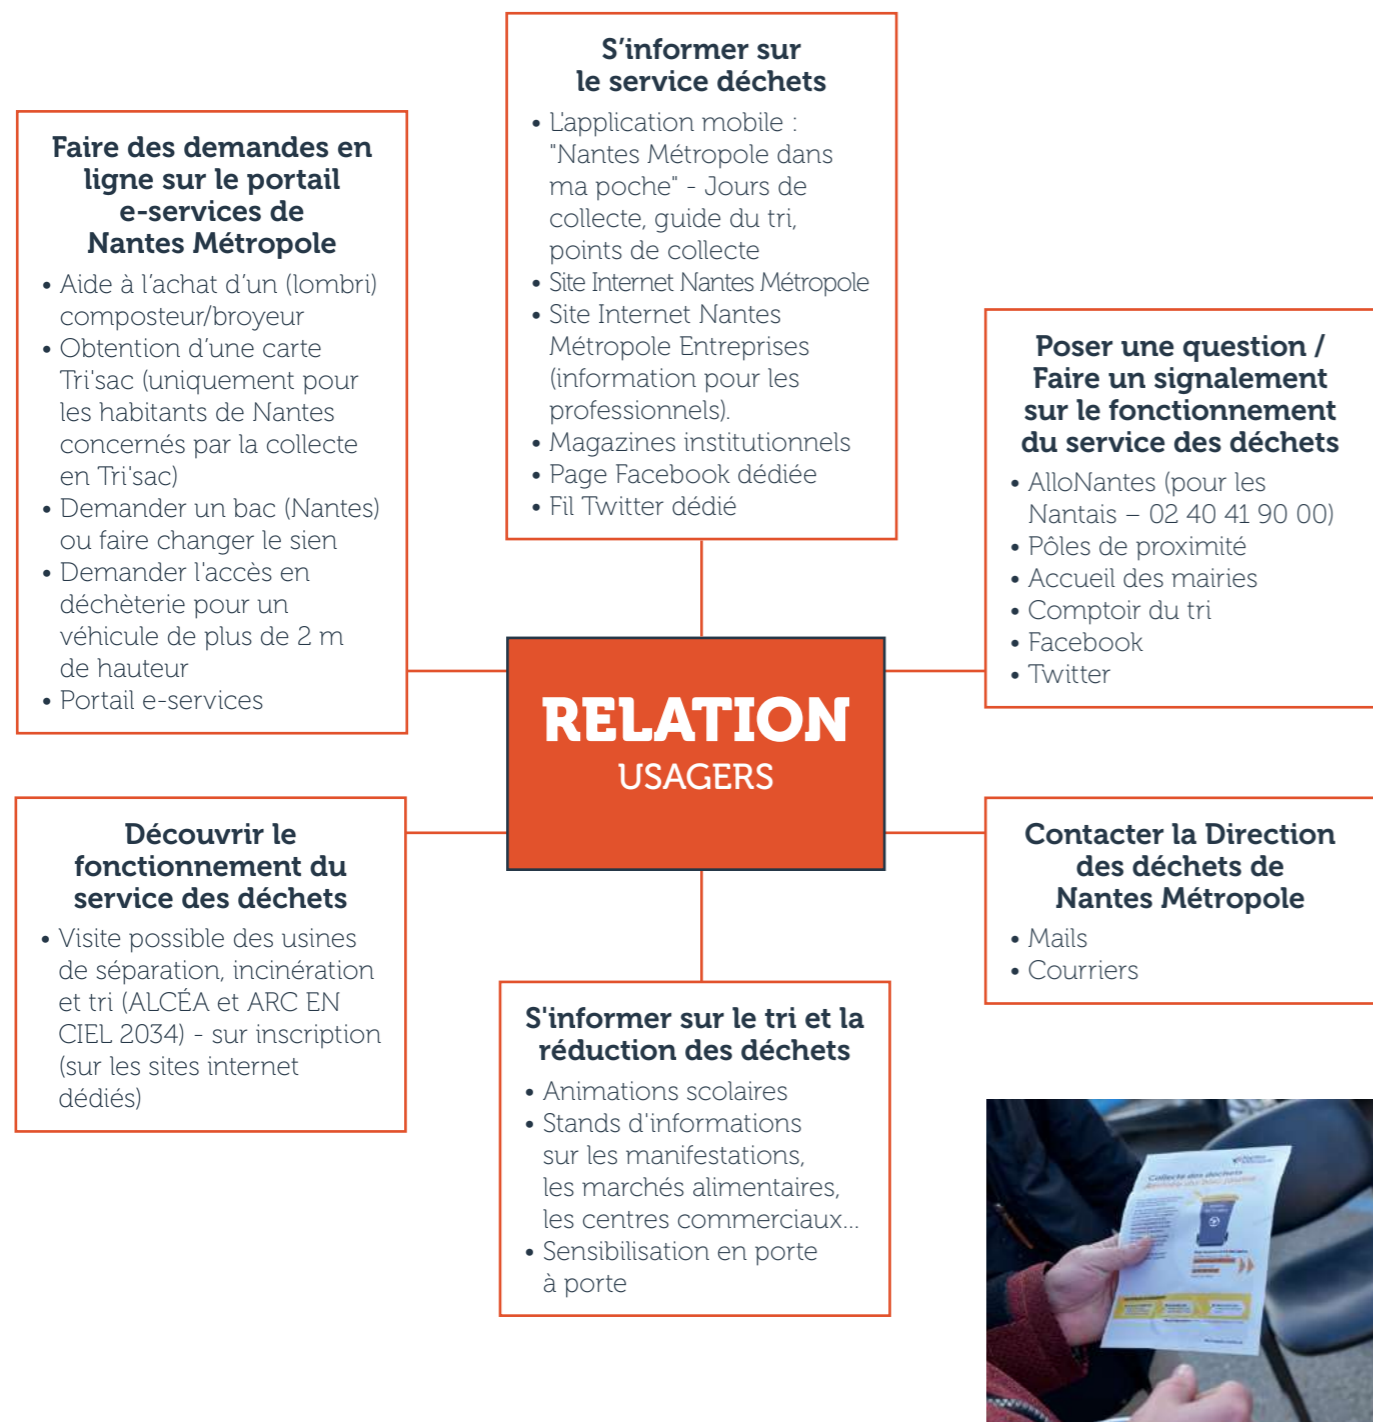 S'informer sur
le service déchets
• L'application mobile :
"Nantes Métropole dans
ma poche" - Jours de
collecte, guide du tri,
points de collecte
• Site Internet Nantes Métropole
• Site Internet Nantes
Métropole Entreprises
(information pour les
professionnels).
• Magazines institutionnels
• Page Facebook dédiée
• Fil Twitter dédié
Faire des demandes en
ligne sur le portail
e-services de
Nantes Métropole
• Aide à l'achat d'un (lombri)
composteur/broyeur
• Obtention d'une carte
Tri'sac (uniquement pour
les habitants de Nantes
concernés par la collecte
en Tri'sac)
• Demander un bac (Nantes)
ou faire changer le sien
• Demander l'accès en
déchèterie pour un
véhicule de plus de 2 m
de hauteur
• Portail e-services
Poser une question /
Faire un signalement
sur le fonctionnement
du service des déchets
• AlloNantes (pour les
Nantais – 02 40 41 90 00)
• Pôles de proximité
• Accueil des mairies
• Comptoir du tri
• Facebook
• Twitter
RELATION
USAGERS
Découvrir le
fonctionnement du
service des déchets
• Visite possible des usines
de séparation, incinération
et tri (ALCÉA et ARC EN
CIEL 2034) - sur inscription
(sur les sites internet
dédiés)
Contacter la Direction
des déchets de
Nantes Métropole
• Mails
• Courriers
S'informer sur le tri et la
réduction des déchets
• Animations scolaires
• Stands d'informations
sur les manifestations,
les marchés alimentaires,
les centres commerciaux...
• Sensibilisation en porte
à porte
Collecte des déchets